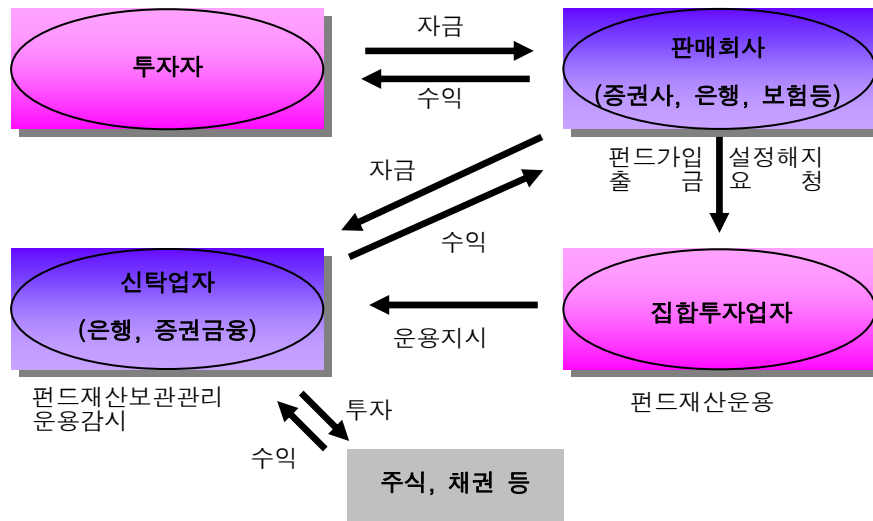 투자자
자금
수익
판매회사
(증권사, 은행, 보험등)
펀드가입
출 금
설정해지
요 청
자금
수익
신탁업자
(은행, 증권금융)
운용지시
집합투자업자
펀드재산보관관리
운용감시
펀드재산운용
투자
수익
주식, 채권 등